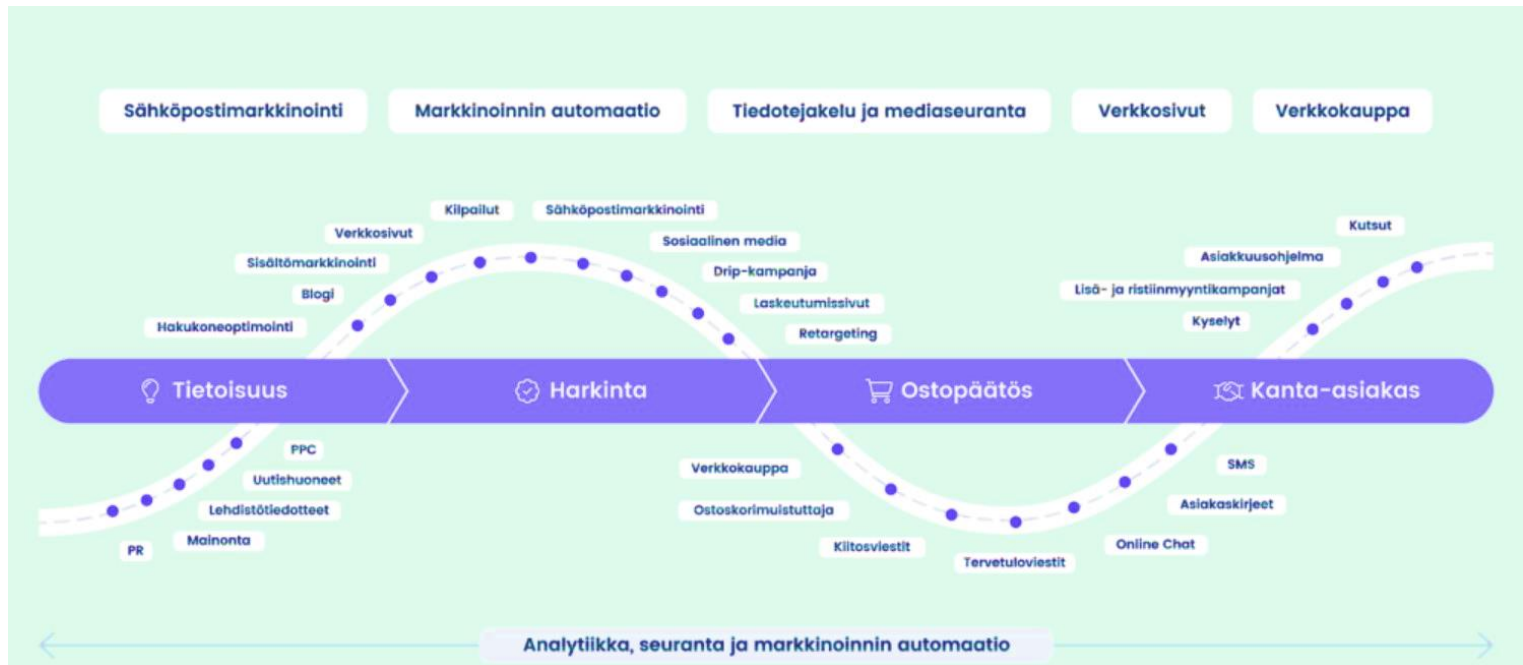 Sähköpostimarkkinointi
Markkinoinnin automaatio
Tiedotejakelu ja mediaseuranta
Verkkosivut
Verkkokauppa
Kilpailut
Sähköpostimarkkinointi
Verkkosivut
Sosiaalinen media
Sisältömarkkinointi
Drip-kampanja
Blogi
Laskeutumissivut
Hakukoneoptimointi
Retargeting
Kutsut
Asiakkuusohjelma
Lisä- ja ristiinmyyntikampanjat
Kyselyt
Tietoisuus
Harkinta
Ostopäätös
Kanta-asiakas
PPC
Uutishuoneet
Lehdistötiedotteet
Mainonta
PR
Verkkokauppa
Ostoskorimuistuttaja
Kiitosviestit
Tervetuloviestit
Online Chat
Asiakaskirjeet
SMS
Analytiikka, seuranta ja markkinoinnin automaatio